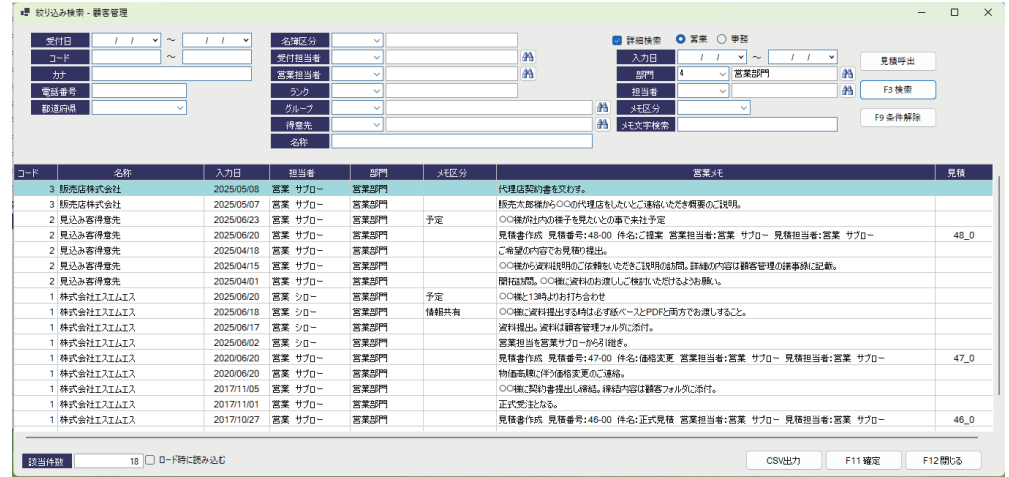 絞り込み検索 - 顧客管理
受付日 / / ～ / / 名簿区分 詳細検索 営業 事務
コード ～ 受付担当者 入力日 / / ～ / / 見積呼出
カナ 営業担当者 部門 4 営業部門
電話番号 ランク 担当者 F3 検索
都道府県 グループ メモ区分
得意先 メモ文字検索 F9 条件解除
名称
コード 名称 入力日 担当者 部門 メモ区分 営業メモ 見積
3 販売店株式会社 2025/05/08 営業 サブロー 営業部門 代理店契約書を交わす。
3 販売店株式会社 2025/05/07 営業 サブロー 営業部門 販売太郎様から〇〇の代理店をしたいとご連絡いただき概要のご説明。
2 見込み客得意先 2025/06/23 営業 サブロー 営業部門 予定 〇〇様が社内の様子を見たいとの事で来社予定
2 見込み客得意先 2025/06/20 営業 サブロー 営業部門 見積書作成 見積番号:48-00 件名:ご提案 営業担当者:営業 サブロー 見積担当者:営業 サブロー 48_0
2 見込み客得意先 2025/04/18 営業 サブロー 営業部門 ご希望の内容でお見積り提出。
2 見込み客得意先 2025/04/15 営業 サブロー 営業部門 〇〇様から資料説明のご依頼をいただきご説明の訪問。詳細の内容は顧客管理の議事録に記載。
2 見込み客得意先 2025/04/01 営業 サブロー 営業部門 開拓訪問。〇〇様に資料のお渡ししご検討いただけるようお願い。
1 株式会社エスエムエス 2025/06/20 営業 シロー 営業部門 予定 〇〇様と13時よりお打ち合わせ
1 株式会社エスエムエス 2025/06/18 営業 シロー 営業部門 情報共有 〇〇様に資料提出する時は必ず紙ベースとPDFと両方でお渡しすること。
1 株式会社エスエムエス 2025/06/17 営業 シロー 営業部門 資料提出。資料は顧客管理フォルダに添付。
1 株式会社エスエムエス 2025/06/02 営業 シロー 営業部門 営業担当を営業サブローから引継ぎ。
1 株式会社エスエムエス 2020/06/20 営業 サブロー 営業部門 見積書作成 見積番号:47-00 件名:価格変更 営業担当者:営業 サブロー 見積担当者:営業 サブロー 47_0
1 株式会社エスエムエス 2020/06/20 営業 サブロー 営業部門 物価高騰に伴う価格変更のご連絡。
1 株式会社エスエムエス 2017/11/05 営業 サブロー 営業部門 〇〇様に契約書提出し締結。締結内容は顧客フォルダに添付。
1 株式会社エスエムエス 2017/11/01 営業 サブロー 営業部門 正式受注となる。
1 株式会社エスエムエス 2017/10/27 営業 サブロー 営業部門 見積書作成 見積番号:46-00 件名:正式見積 営業担当者:営業 サブロー 見積担当者:営業 サブロー 46_0
該当件数 18 ロード時に読み込む CSV出力 F11 確定 F12 閉じる